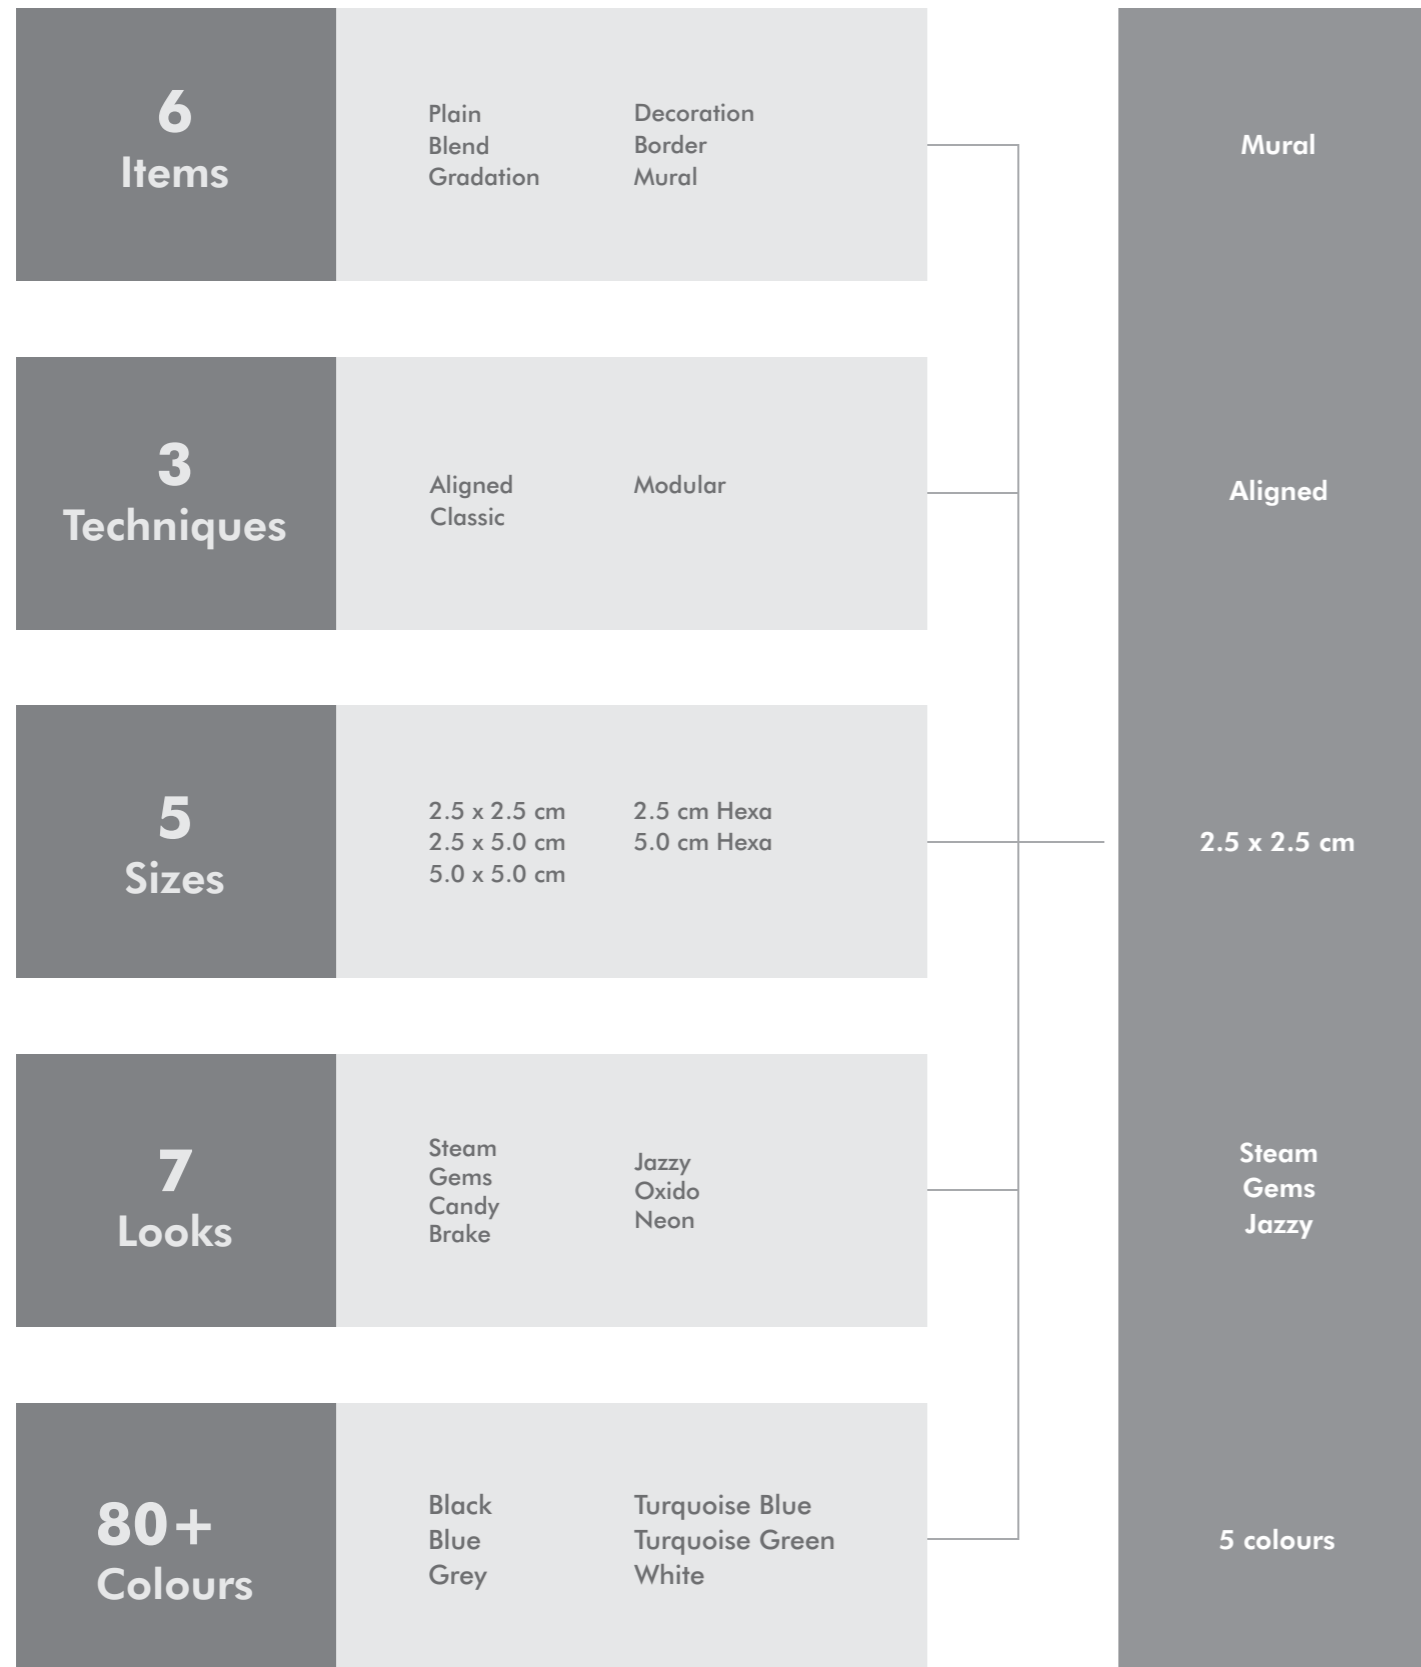 6
Items
Plain
Blend
Gradation
Decoration
Border
Mural
Mural
3
Techniques
Aligned
Classic
Modular
Aligned
5
Sizes
2.5 x 2.5 cm
2.5 x 5.0 cm
5.0 x 5.0 cm
2.5 cm Hexa
5.0 cm Hexa
2.5 x 2.5 cm
7
Looks
Steam
Gems
Candy
Brake
Jazzy
Oxido
Neon
Steam
Gems
Jazzy
80+
Colours
Black
Blue
Grey
Turquoise Blue
Turquoise Green
White
5 colours